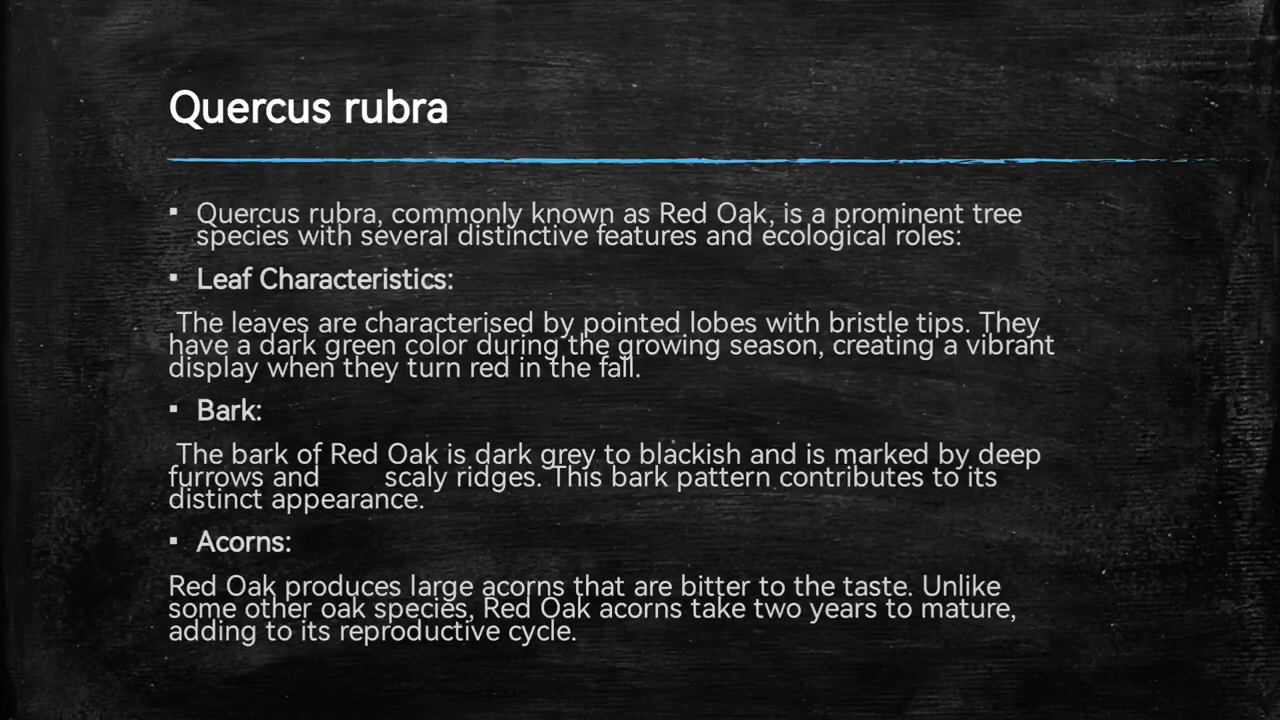 Quercus rubra
▪ Quercus rubra, commonly known as Red Oak, is a prominent tree
species with several distinctive features and ecological roles:
▪ Leaf Characteristics:
The leaves are characterised by pointed lobes with bristle tips. They
have a dark green color during the growing season, creating a vibrant
display when they turn red in the fall.
▪ Bark:
The bark of Red Oak is dark grey to blackish and is marked by deep
furrows and scaly ridges. This bark pattern contributes to its
distinct appearance.
▪ Acorns:
Red Oak produces large acorns that are bitter to the taste. Unlike
some other oak species, Red Oak acorns take two years to mature,
adding to its reproductive cycle.